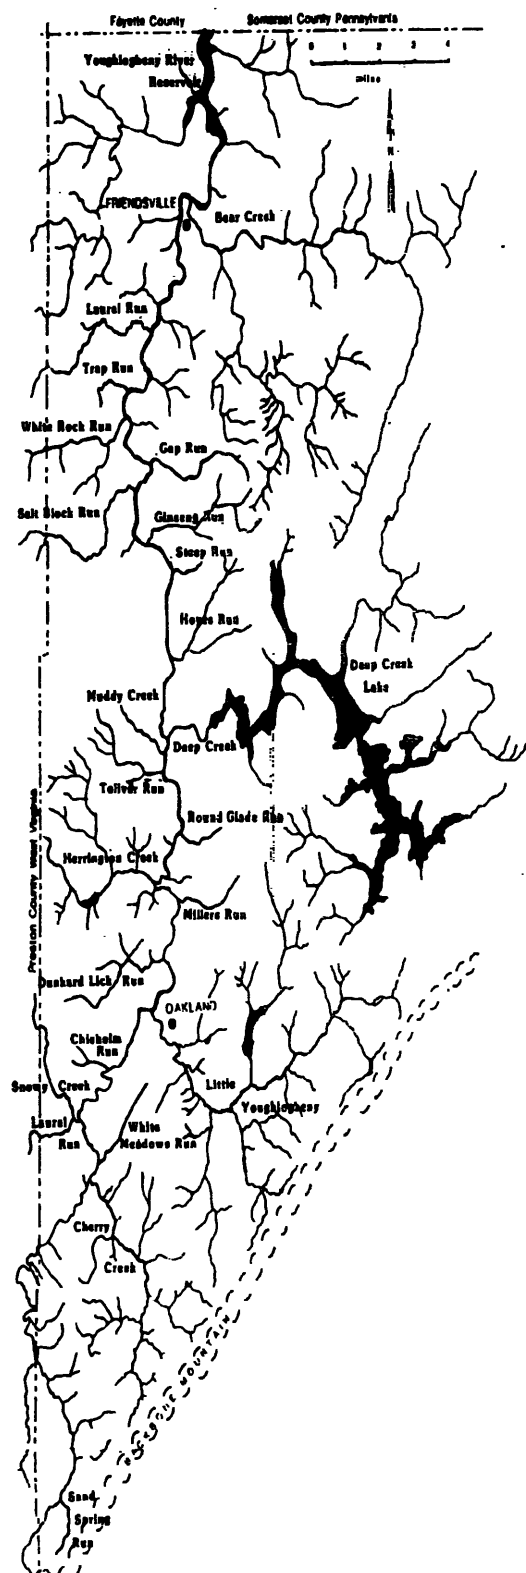 Fayette County
Somerset County Pennsylvania
0 2 4
miles
Youghiogheny River
Reservoir
N
FRIENDSVILLE
Bear Creek
Laurel Run
Trap Run
White Rock Run
Gap Run
Salt Block Run
Ginseng Run
Steep Run
Hoyes Run
Deep Creek
Lake
Muddy Creek
Deep Creek
Toliver Run
Round Glade Run
Herrington Creek
Preston County West Virginia
Millers Run
Dunkard Lick Run
OAKLAND
Chisholm
Run
Snowy Creek
Little
Youghiogheny
Laurel
Run
White
Meadows Run
Cherry
Creek
BACKBONE MOUNTAIN
Sand
Spring
Run